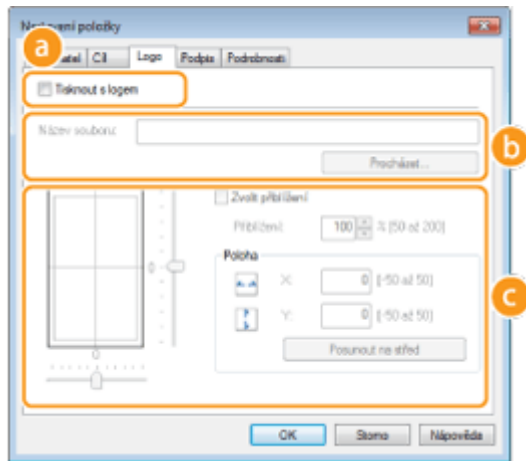 Nastavení položky
a
Cíl Logo Podpis Podrobnosti
Tisknout s logem
Název souboru:
b
Procházet...
Zvolit přiblížení
Přiblížení: 100 % [50 až 200]
Poloha
0
X: 0 [-50 až 50]
c
Y: 0 [-50 až 50]
Posunout na střed
0
OK Storno Nápověda